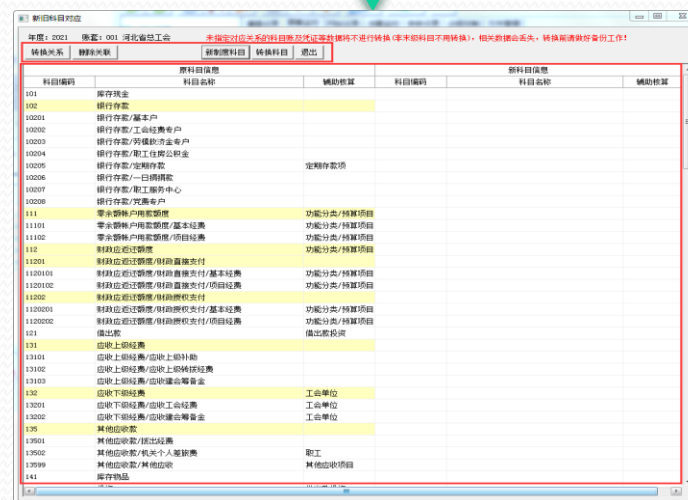 新旧科目对应
年度: 2021 账套: 001 河北省总工会 未指定对应关系的科目账及凭证等数据将不进行转换(非末级科目不用转换), 相关数据会丢失, 转换前请做好备份工作!
转换关系 删除关联 新制度科目 转换科目 退出
原科目信息 新科目信息
科目编码 科目名称 辅助核算 科目编码 科目名称 辅助核算
101 库存现金
102 银行存款
10201 银行存款/基本户
10202 银行存款/工会经费专户
10203 银行存款/劳模救济金专户
10204 银行存款/职工住房公积金
10205 银行存款/定期存款 定期存款项
10206 银行存款/一日捐捐款
10207 银行存款/职工服务中心
10208 银行存款/党费专户
111 零余额帐户用款额度 功能分类/预算项目
11101 零余额帐户用款额度/基本经费 功能分类/预算项目
11102 零余额帐户用款额度/项目经费 功能分类/预算项目
112 财政应返还额度 功能分类/预算项目
11201 财政应返还额度/财政直接支付
1120101 财政应返还额度/财政直接支付/基本经费 功能分类/预算项目
1120102 财政应返还额度/财政直接支付/项目经费 功能分类/预算项目
11202 财政应返还额度/财政授权支付
1120201 财政应返还额度/财政授权支付/基本经费 功能分类/预算项目
1120202 财政应返还额度/财政授权支付/项目经费 功能分类/预算项目
121 借出款 借出款投资
131 应收上级经费
13101 应收上级经费/应收上级补助
13102 应收上级经费/应收上级转拨经费
13103 应收上级经费/应收建会筹备金
132 应收下级经费 工会单位
13201 应收下级经费/应收工会经费 工会单位
13202 应收下级经费/应收建会筹备金 工会单位
135 其他应收款
13501 其他应收款/拨出经费
13502 其他应收款/机关个人差旅费 职工
13599 其他应收款/其他应收 其他应收项目
141 库存物品